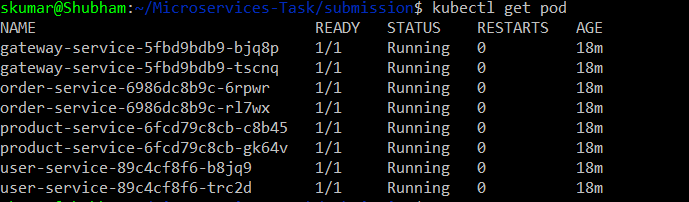 skumar@Shubham:~/Microservices-Task/submission$ kubectl get pod
NAME READY STATUS RESTARTS AGE
gateway-service-5fbd9bdb9-bjq8p 1/1 Running 0 18m
gateway-service-5fbd9bdb9-tscnq 1/1 Running 0 18m
order-service-6986dc8b9c-6rpwr 1/1 Running 0 18m
order-service-6986dc8b9c-rl7wx 1/1 Running 0 18m
product-service-6fcd79c8cb-c8b45 1/1 Running 0 18m
product-service-6fcd79c8cb-gk64v 1/1 Running 0 18m
user-service-89c4cf8f6-b8jq9 1/1 Running 0 18m
user-service-89c4cf8f6-trc2d 1/1 Running 0 18m